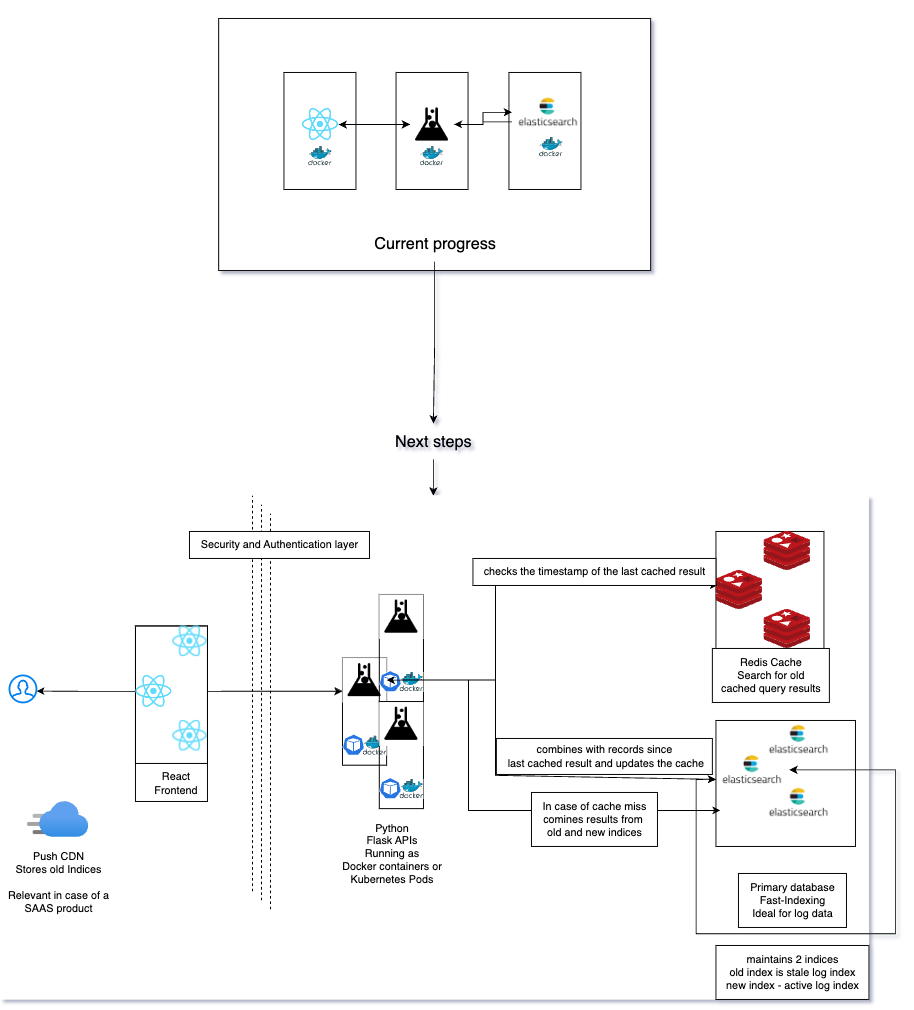 elasticsearch
docker
docker
docker
Current progress
Next steps
Security and Authentication layer
checks the timestamp of the last cached result
Redis Cache
Search for old
cached query results
docker
docker
docker
React
Frontend
combines with records since
last cached result and updates the cache
elasticsearch
elasticsearch
elasticsearch
In case of cache miss
comines results from
old and new indices
Python
Flask APIs
Running as
Docker containers or
Kubernetes Pods
Push CDN
Stores old Indices
Relevant in case of a
SAAS product
Primary database
Fast-Indexing
Ideal for log data
maintains 2 indices
old index is stale log index
new index - active log index